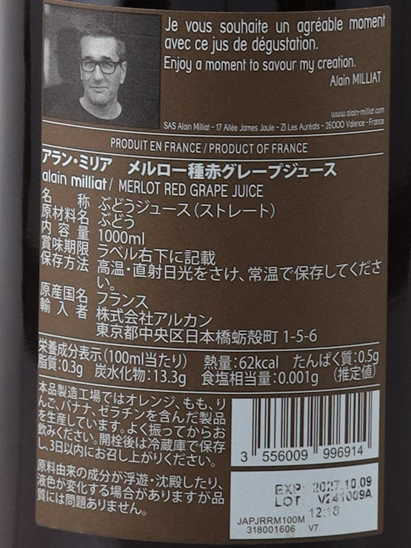 Je vous souhaite un agréable moment
avec ce jus de dégustation.
Enjoy a moment to savour my creation.
Alain MILLIAT
www.alain-milliat.com
SAS Alain Milliat - 17 Allée James Joule - ZI Les Auréats - 26000 Valence - France
PRODUIT EN FRANCE / PRODUCT OF FRANCE
アラン・ミリア メルロー種赤グレープジュース
alain milliat / MERLOT RED GRAPE JUICE
名称 ぶどうジュース(ストレート)
原材料名 ぶどう
内容量 1000ml
賞味期限 ラベル右下に記載
保存方法 高温・直射日光をさけ、常温で保存してくださ
い。
原産国名 フランス
輸入者 株式会社アルカン
東京都中央区日本橋蛎殻町 1-5-6
栄養成分表示(100ml当たり) 熱量:62kcal たんぱく質:0.5g
脂質:0.3g 炭水化物:13.3g 食塩相当量:0.001g (推定値)
本品製造工場ではオレンジ、もも、り
んご、バナナ、ゼラチンを含んだ製品
を生産しています。よく振ってからお
飲みください。開栓後は冷蔵庫で保存
し、3日以内にお召し上がりください。
原料由来の成分が浮遊・沈殿したり、
液色が変化する場合がありますが品
質には問題ありません。
3 556009 996914
EXP: 2027.10.09
LOT V241009A
12:18
JAPJRRM100M
318001606 V7